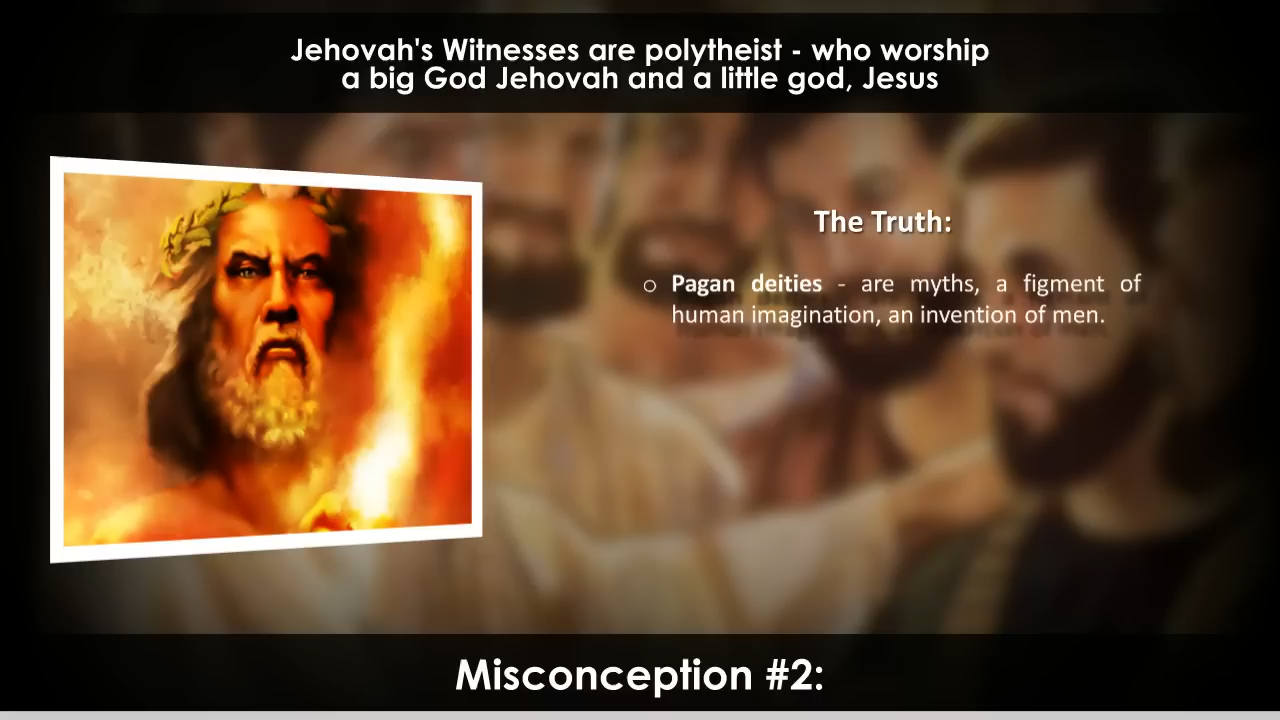 Jehovah's Witnesses are polytheist - who worship
a big God Jehovah and a little god, Jesus
The Truth:
○ Pagan deities - are myths, a figment of
human imagination, an invention of men.
Misconception #2: